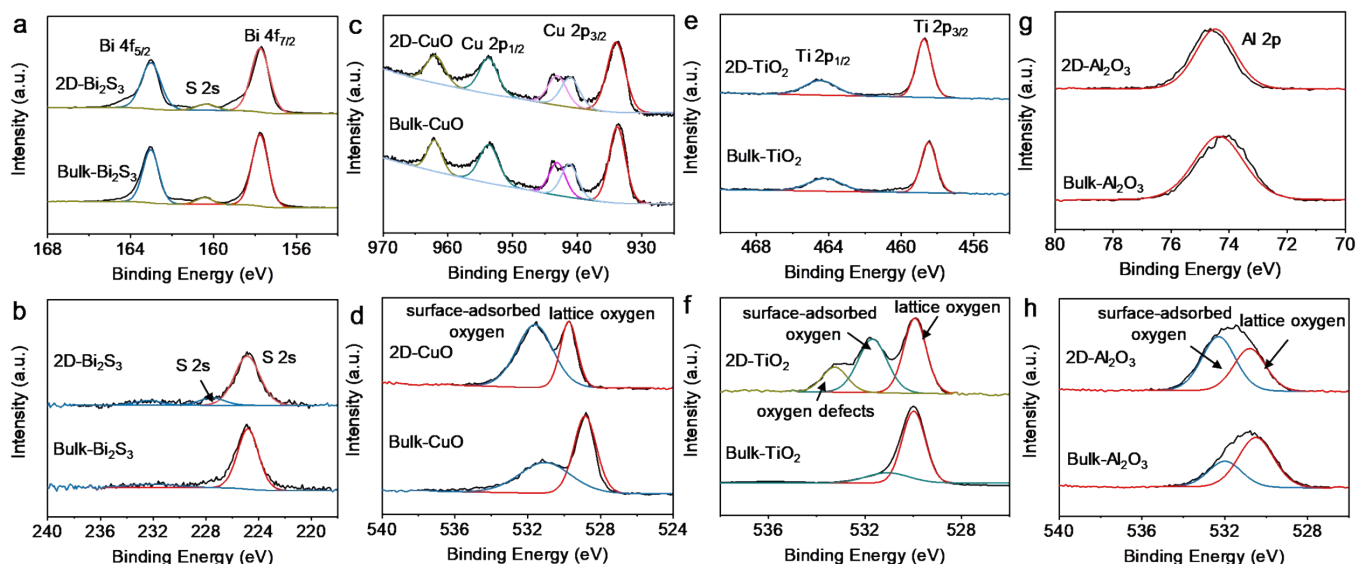 a
Bi 4f5/2
Bi 4f7/2
2D-Bi2S3
S 2s
Bulk-Bi2S3
Intensity (a.u.)
168 164 160 156
Binding Energy (eV)
b
2D-Bi2S3
S 2s
S 2s
Bulk-Bi2S3
Intensity (a.u.)
240 236 232 228 224 220
Binding Energy (eV)
c
2D-CuO
Cu 2p1/2
Cu 2p3/2
Bulk-CuO
Intensity (a.u.)
970 960 950 940 930
Binding Energy (eV)
d
surface-adsorbed
oxygen
lattice oxygen
2D-CuO
Bulk-CuO
Intensity (a.u.)
540 536 532 528 524
Binding Energy (eV)
e
Ti 2p3/2
Ti 2p1/2
2D-TiO2
Bulk-TiO2
Intensity (a.u.)
468 464 460 456
Binding Energy (eV)
f
surface-adsorbed
oxygen
lattice oxygen
2D-TiO2
oxygen defects
Bulk-TiO2
Intensity (a.u.)
536 532 528
Binding Energy (eV)
g
Al 2p
2D-Al2O3
Bulk-Al2O3
Intensity (a.u.)
80 78 76 74 72 70
Binding Energy (eV)
h
surface-adsorbed
oxygen
lattice oxygen
2D-Al2O3
Bulk-Al2O3
Intensity (a.u.)
540 536 532 528
Binding Energy (eV)